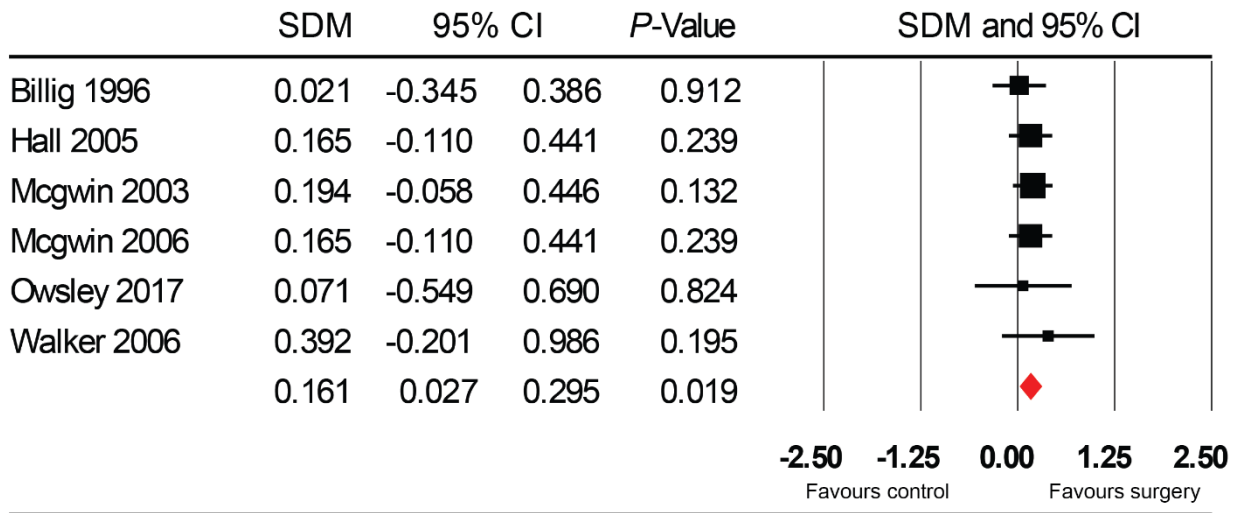 SDM 95% CI P-Value SDM and 95% CI
Billig 1996 0.021 -0.345 0.386 0.912
Hall 2005 0.165 -0.110 0.441 0.239
Mcgwin 2003 0.194 -0.058 0.446 0.132
Mcgwin 2006 0.165 -0.110 0.441 0.239
Owsley 2017 0.071 -0.549 0.690 0.824
Walker 2006 0.392 -0.201 0.986 0.195
0.161 0.027 0.295 0.019
-2.50 -1.25 0.00 1.25 2.50
Favours control Favours surgery